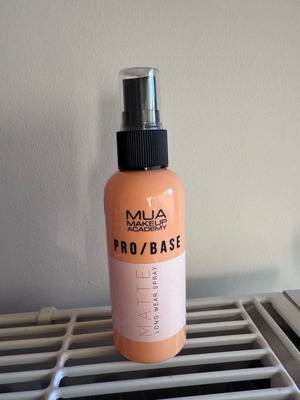 MUA
MAKEUP
ACADEMY
PRO/BASE
MATTE
LONG WEAR SPRAY